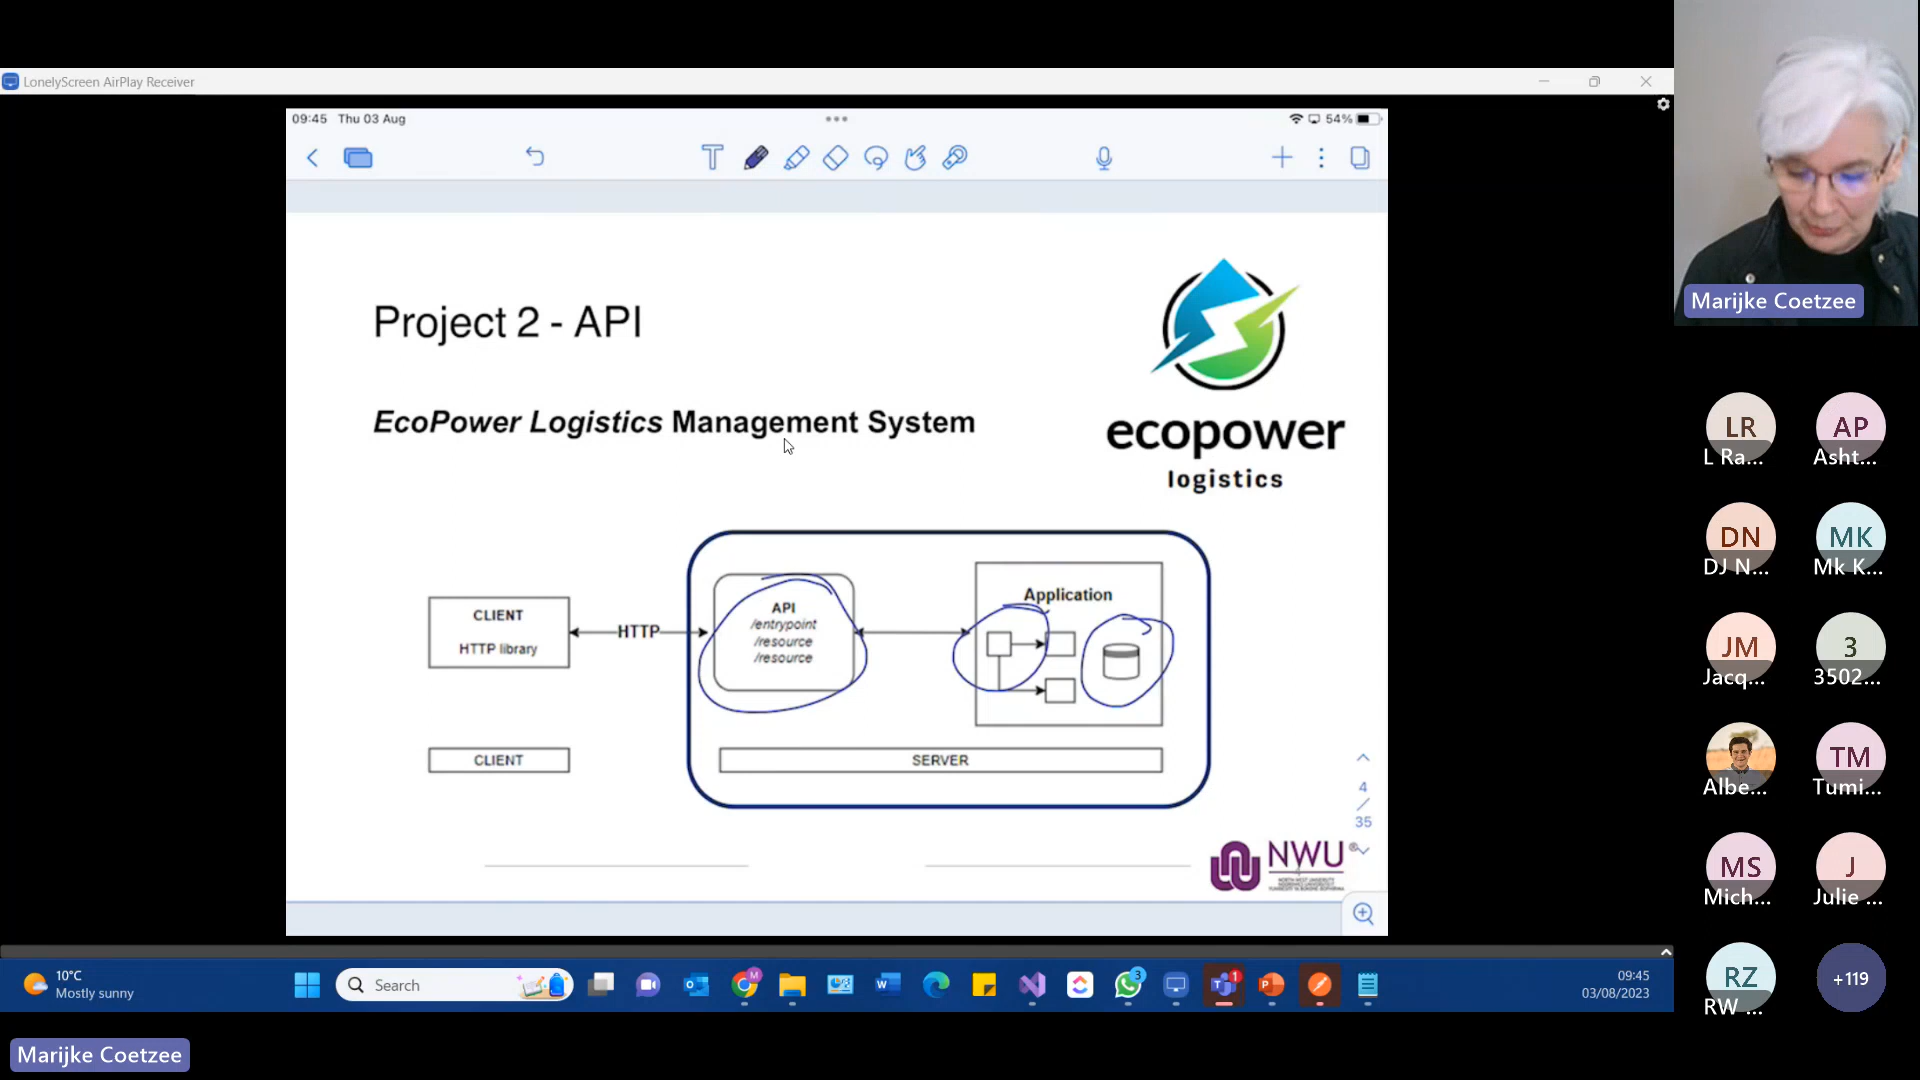 LonelyScreen AirPlay Receiver
09:45 Thu 03 Aug
54%
Project 2 - API
EcoPower Logistics Management System
ecopower
logistics
CLIENT
HTTP library
HTTP
API
/entrypoint
/resource
/resource
Application
CLIENT
SERVER
4
/
35
NWU
®
Marijke Coetzee
LR
L Ra...
AP
Asht...
DN
DJ N...
MK
Mk K...
JM
Jacq...
3
3502...
Albe...
TM
Tumi...
MS
Mich...
J
Julie ...
RZ
RW ...
+119
10°C
Mostly sunny
Search
M
3
1
09:45
03/08/2023
Marijke Coetzee